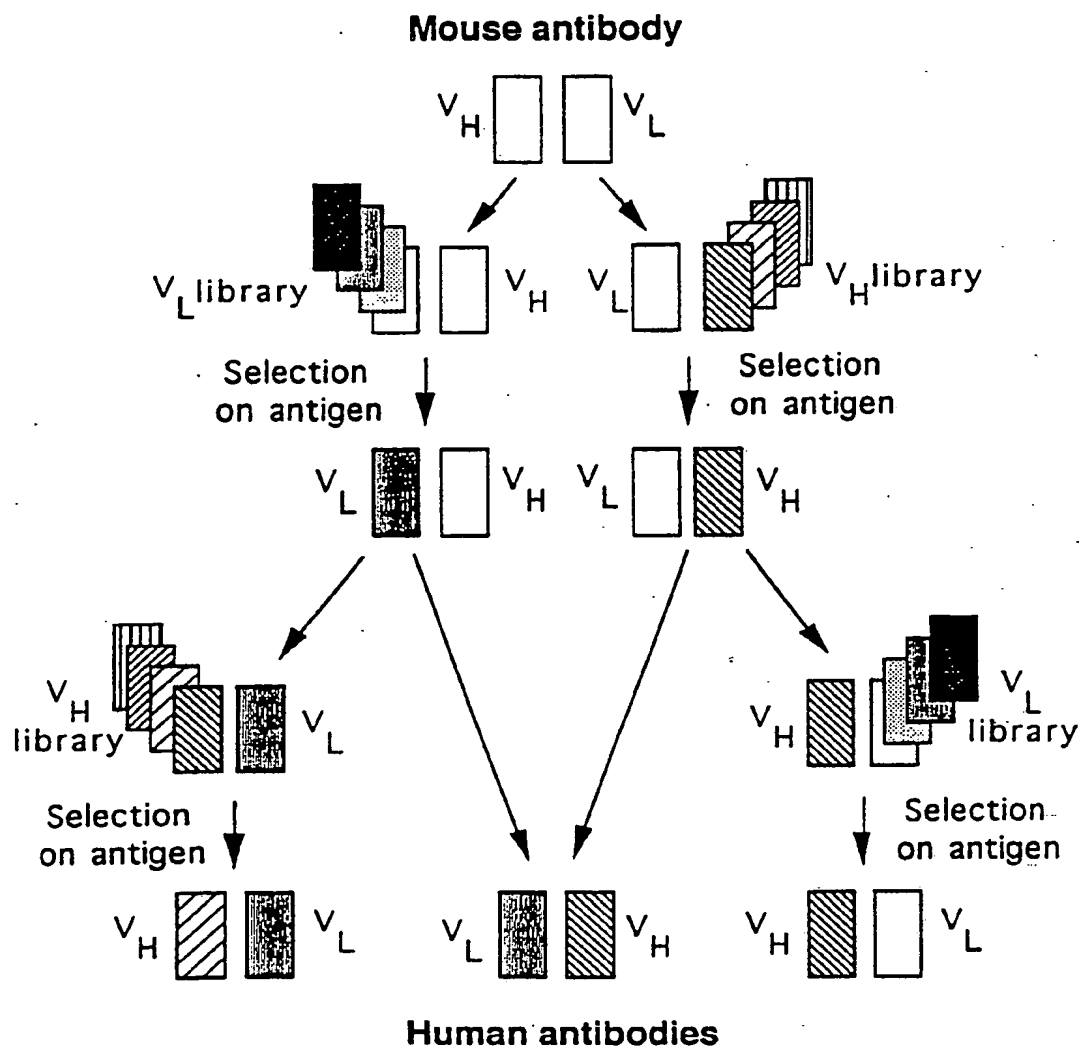 Mouse antibody
V_H V_L
V_L library V_H V_L V_H library
Selection
on antigen
Selection
on antigen
V_L V_H V_L V_H
V_H
library
V_L
V_H
V_L
library
Selection
on antigen
Selection
on antigen
V_H V_L V_L V_H V_H V_L
Human antibodies